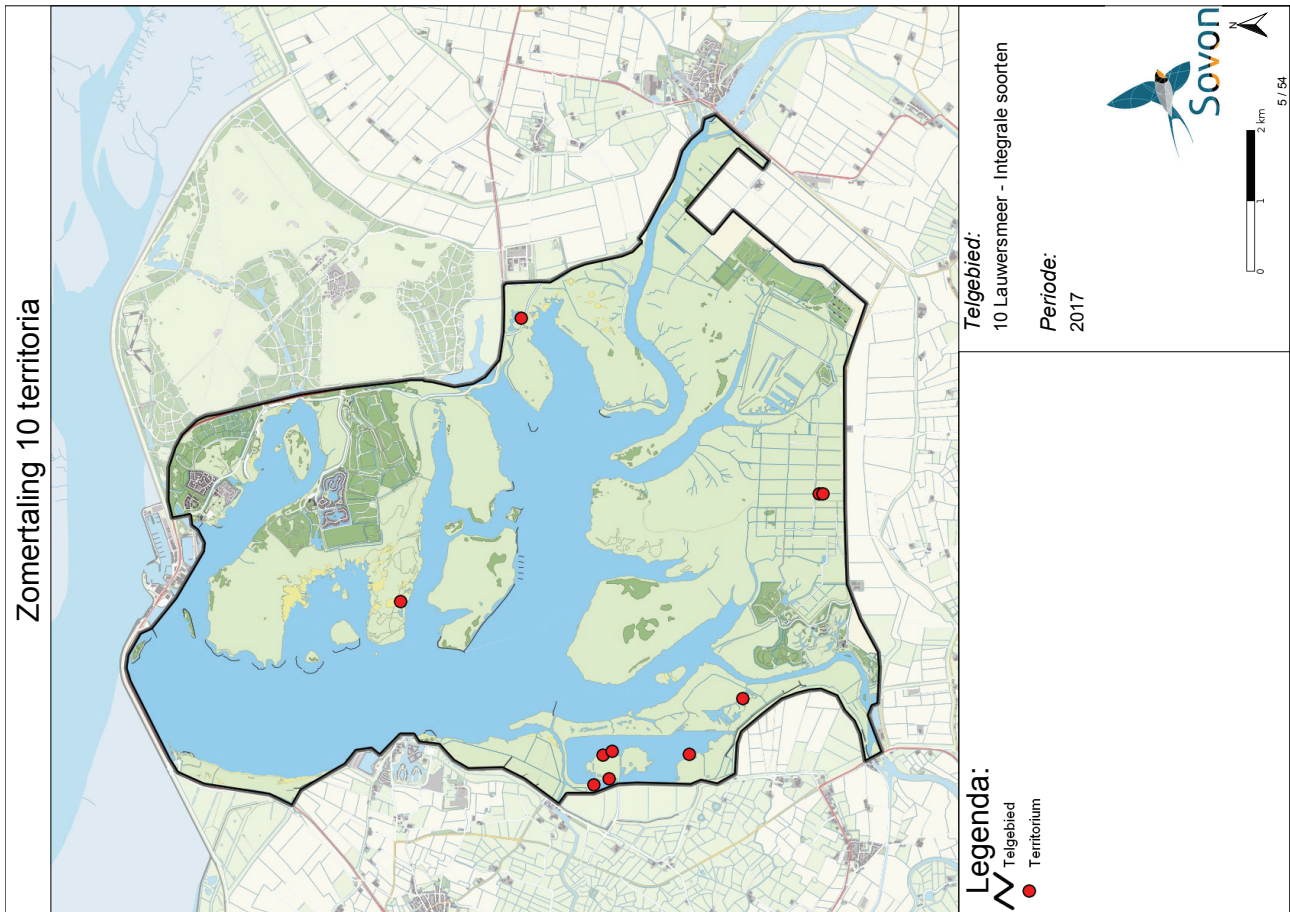 Zomertaling 10 territoria
Legenda:
Telgebied
Territorium
Telgebied:
10 Lauwersmeer - Integrale soorten
Periode:
2017
Sovon
N
0 1 2 km
5 / 54